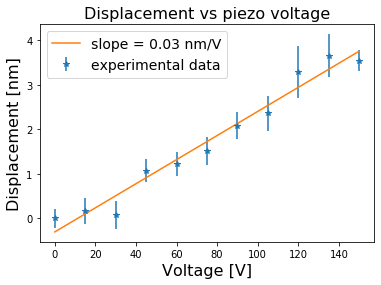 Displacement vs piezo voltage
slope = 0.03 nm/V
experimental data
Displacement [nm]
4
3
2
1
0
0 20 40 60 80 100 120 140
Voltage [V]